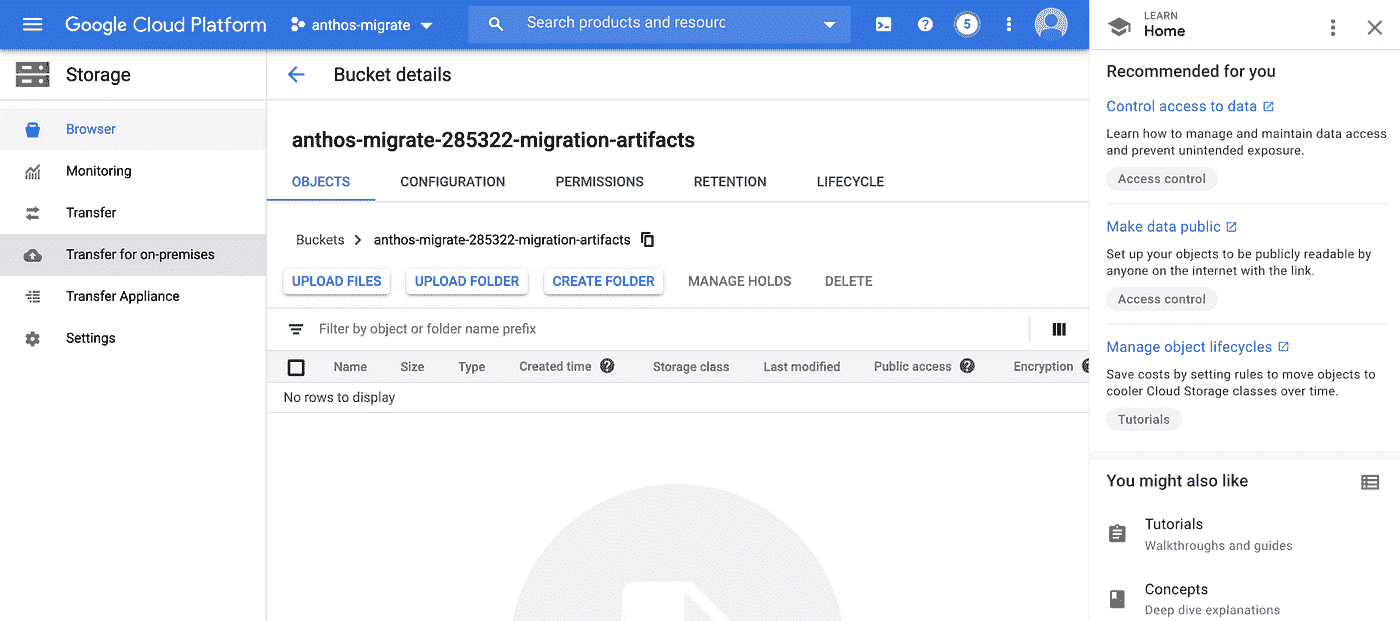 Google Cloud Platform
anthos-migrate
Search products and resourc
5
LEARN
Home
Storage
Browser
Monitoring
Transfer
Transfer for on-premises
Transfer Appliance
Settings
Bucket details
anthos-migrate-285322-migration-artifacts
OBJECTS CONFIGURATION PERMISSIONS RETENTION LIFECYCLE
Buckets > anthos-migrate-285322-migration-artifacts
UPLOAD FILES UPLOAD FOLDER CREATE FOLDER MANAGE HOLDS DELETE
Filter by object or folder name prefix
Name Size Type Created time Storage class Last modified Public access Encryption
No rows to display
Recommended for you
Control access to data
Learn how to manage and maintain data access
and prevent unintended exposure.
Access control
Make data public
Set up your objects to be publicly readable by
anyone on the internet with the link.
Access control
Manage object lifecycles
Save costs by setting rules to move objects to
cooler Cloud Storage classes over time.
Tutorials
You might also like
Tutorials
Walkthroughs and guides
Concepts
Deep dive explanations